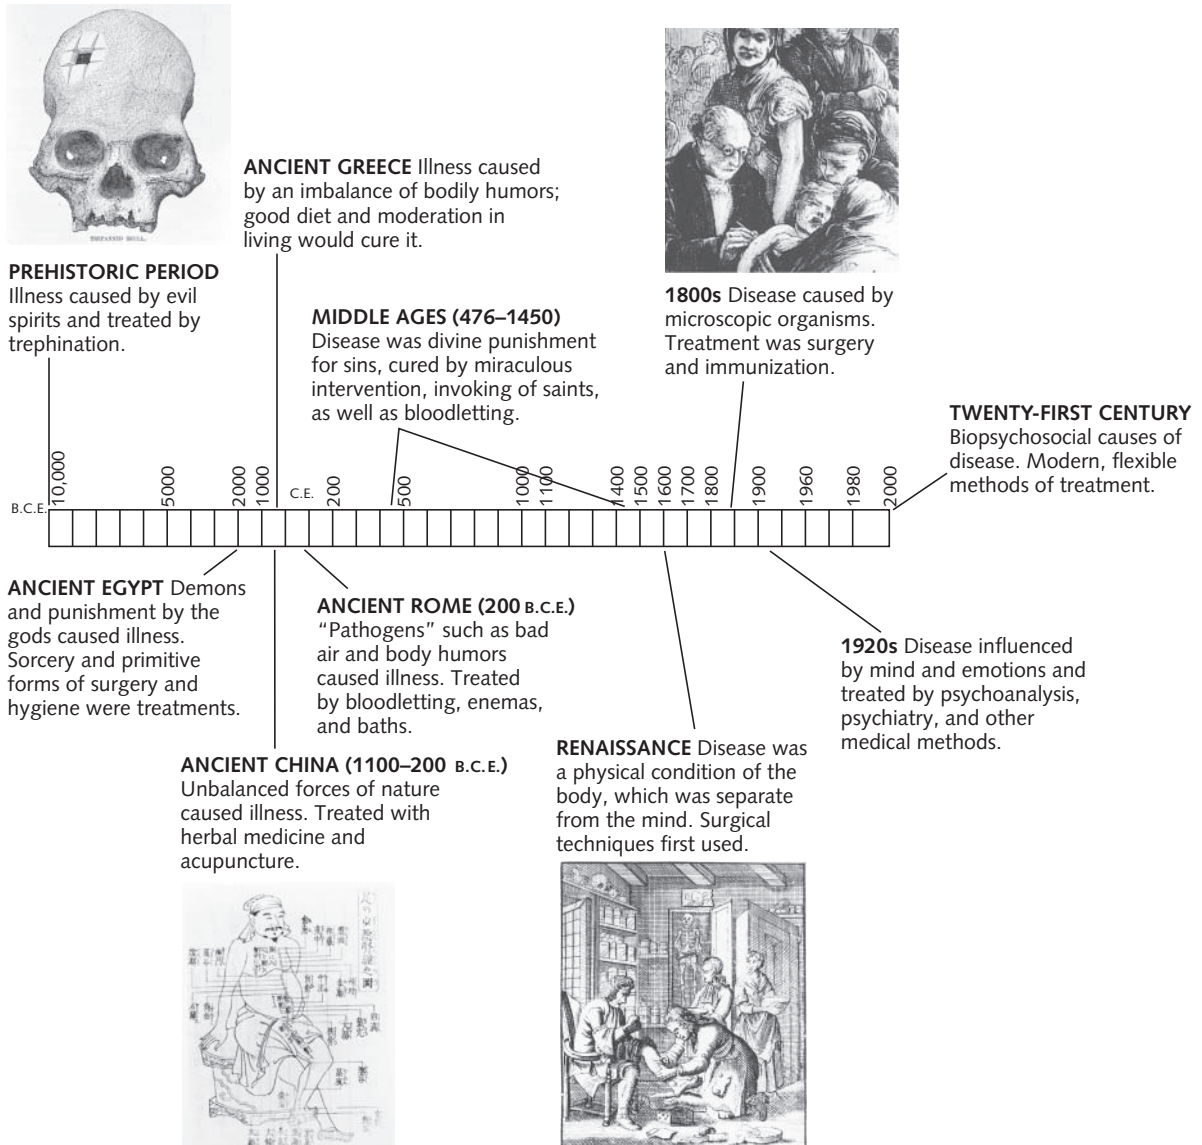 TREPANNED SKULL.
ANCIENT GREECE Illness caused
by an imbalance of bodily humors;
good diet and moderation in
living would cure it.
PREHISTORIC PERIOD
Illness caused by evil
spirits and treated by
trephination.
MIDDLE AGES (476–1450)
Disease was divine punishment
for sins, cured by miraculous
intervention, invoking of saints,
as well as bloodletting.
1800s Disease caused by
microscopic organisms.
Treatment was surgery
and immunization.
TWENTY-FIRST CENTURY
Biopsychosocial causes of
disease. Modern, flexible
methods of treatment.
B.C.E. 10,000 5000 2000 1000 C.E. 200 500 1000 1100 1400 1500 1600 1700 1800 1900 1960 1980 2000
ANCIENT EGYPT Demons
and punishment by the
gods caused illness.
Sorcery and primitive
forms of surgery and
hygiene were treatments.
ANCIENT ROME (200 B.C.E.)
“Pathogens” such as bad
air and body humors
caused illness. Treated
by bloodletting, enemas,
and baths.
1920s Disease influenced
by mind and emotions and
treated by psychoanalysis,
psychiatry, and other
medical methods.
ANCIENT CHINA (1100–200 B.C.E.)
Unbalanced forces of nature
caused illness. Treated with
herbal medicine and
acupuncture.
RENAISSANCE Disease was
a physical condition of the
body, which was separate
from the mind. Surgical
techniques first used.